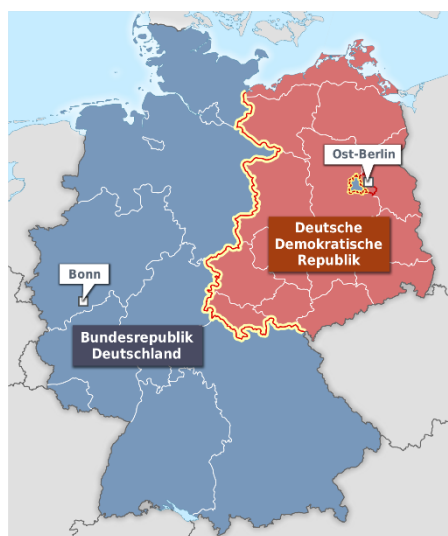 Ost-Berlin
Deutsche
Demokratische
Republik
Bonn
Bundesrepublik
Deutschland